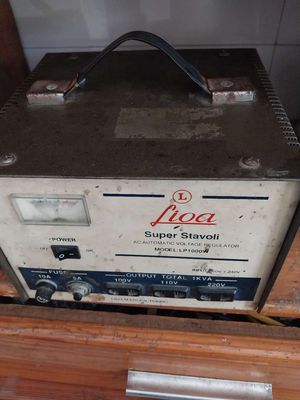 L
Lioa
Super Stavoli
AC AUTOMATIC VOLTAGE REGULATOR
MODEL:LP1000W
POWER
OFF
FUSE
10A
5A
OUTPUT TOTAL 1KVA
100V
110V
220V